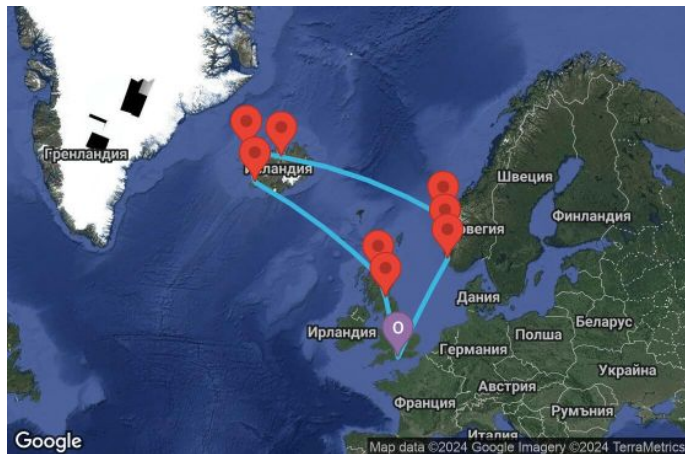 Гренландия
Исландия
Швеция
Финландия
Норвегия
Дания
Ирландия
Беларус
Полша
Германия
Украйна
Австрия
Франция
Румъния
Италия
O
Google
Map data ©2024 Google Imagery ©2024 TerraMetrics